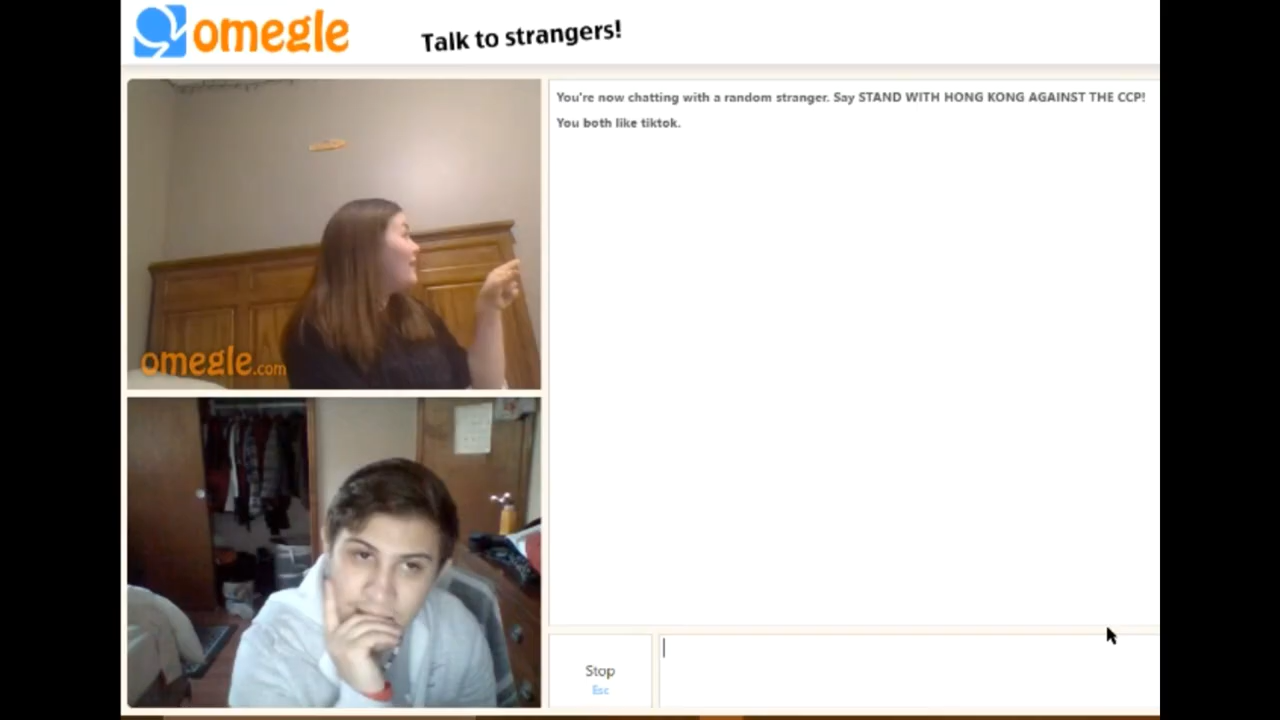 omegle
Talk to strangers!
You're now chatting with a random stranger. Say STAND WITH HONG KONG AGAINST THE CCP!
You both like tiktok.
omegle.com
Stop
Esc